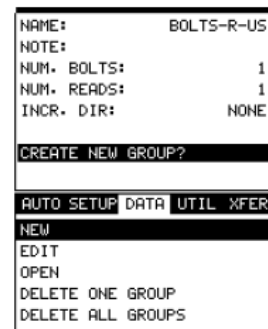 NAME: BOLTS-R-US
NOTE:
NUM. BOLTS: 1
NUM. READS: 1
INCR. DIR: NONE
CREATE NEW GROUP?
AUTO SETUP DATA UTIL XFER
NEW
EDIT
OPEN
DELETE ONE GROUP
DELETE ALL GROUPS